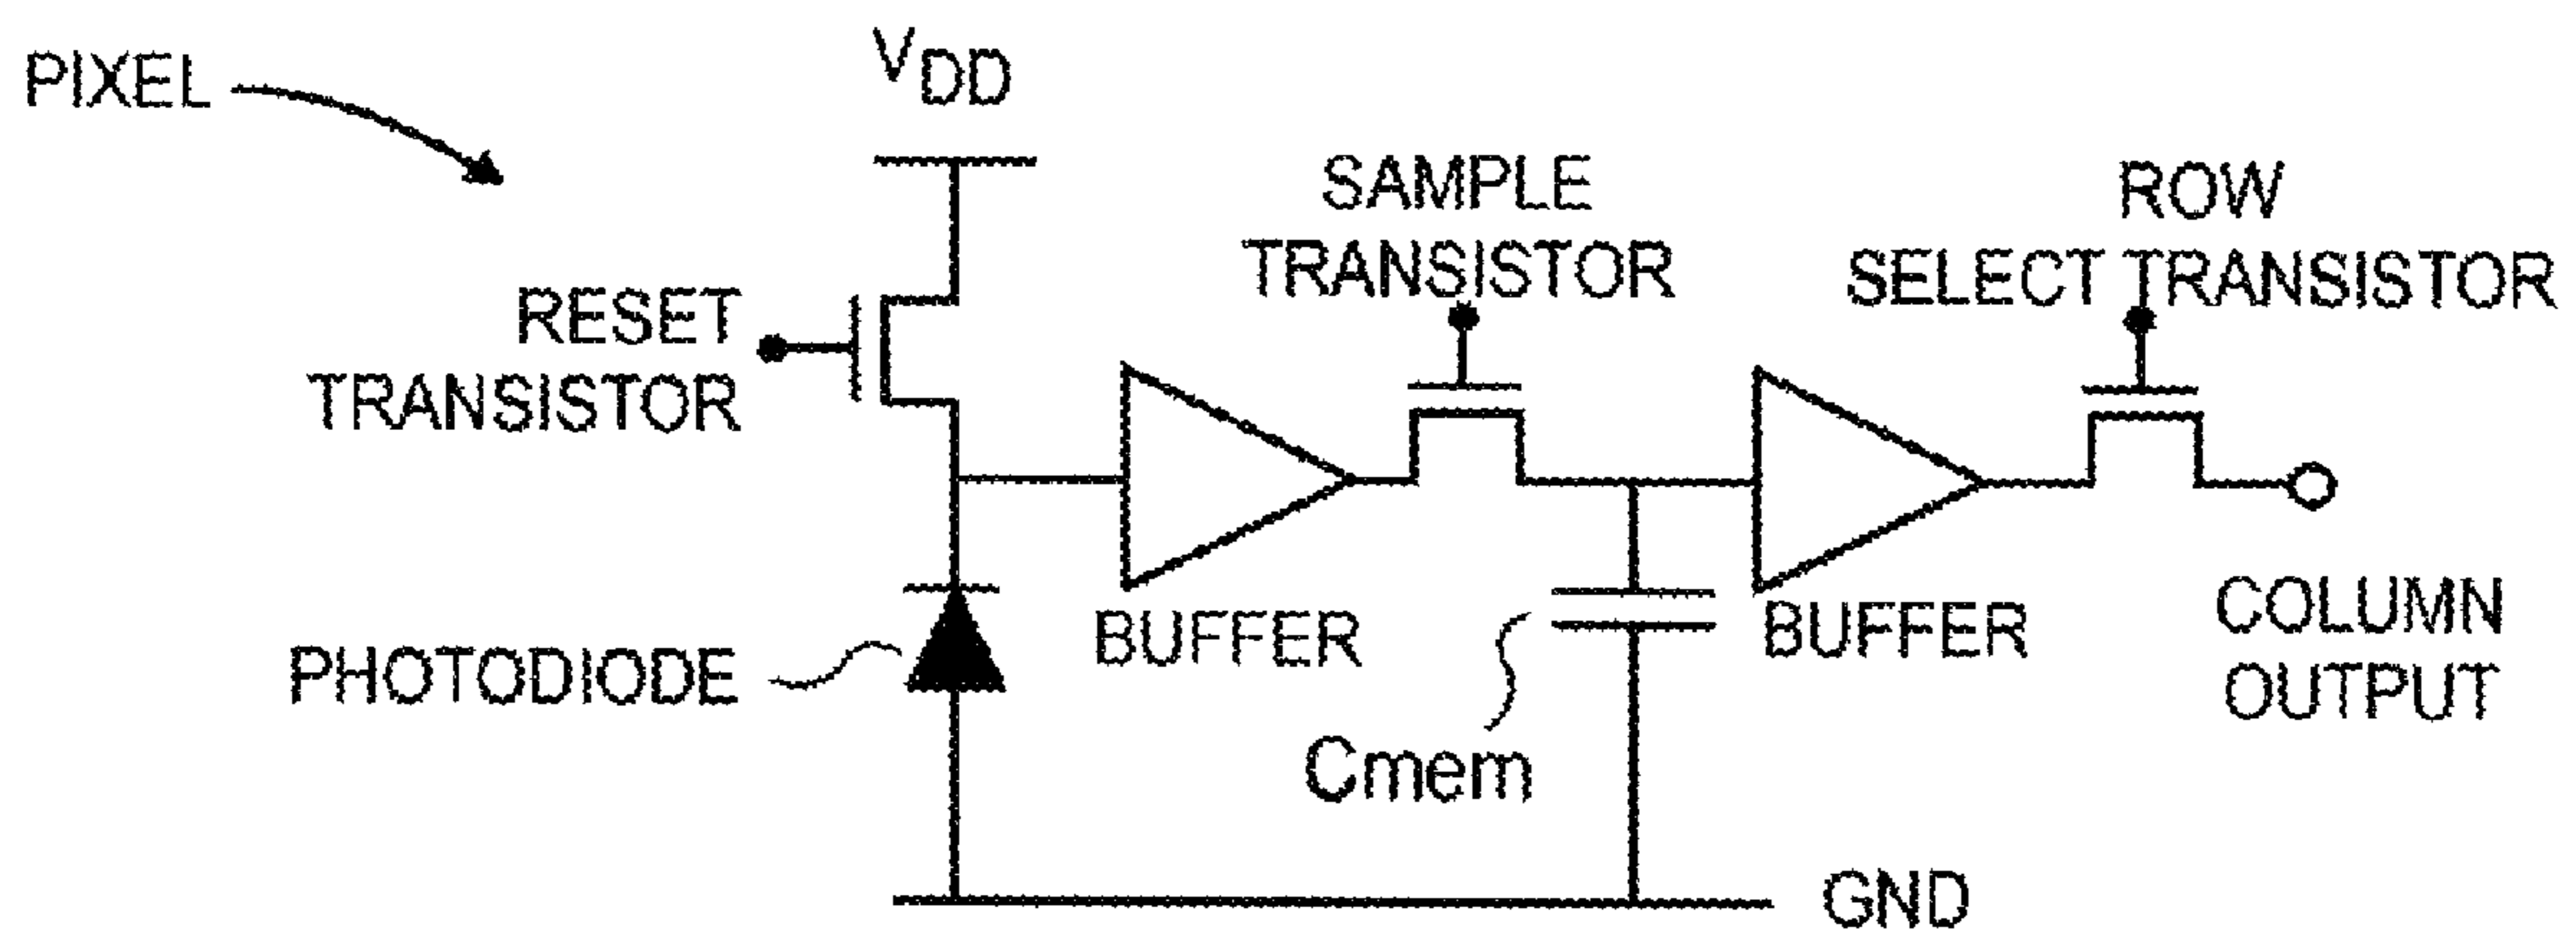 PIXEL
VDD
SAMPLE
TRANSISTOR
ROW
SELECT TRANSISTOR
RESET
TRANSISTOR
PHOTODIODE
BUFFER
Cmem
BUFFER
COLUMN
OUTPUT
GND